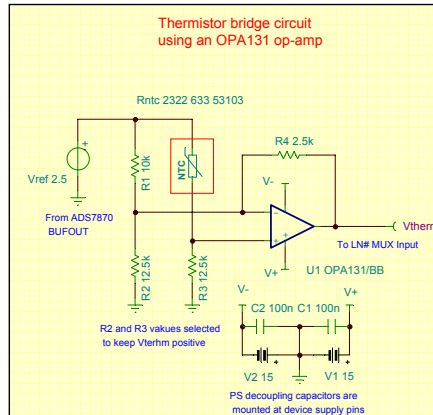 Thermistor bridge circuit
using an OPA131 op-amp
Rntc 2322 633 53103
R4 2.5k
+
Vref 2.5
R1 10k
NTC
V-
From ADS7870
BUFOUT
-
+
Vtherm
To LN# MUX Input
V+
U1 OPA131/BB
R2 12.5k
R3 12.5k
V-
V+
C2 100n
C1 100n
R2 and R3 vakues selected
to keep Vterhm positive
+
+
V2 15
V1 15
PS decoupling capacitors are
mounted at device supply pins